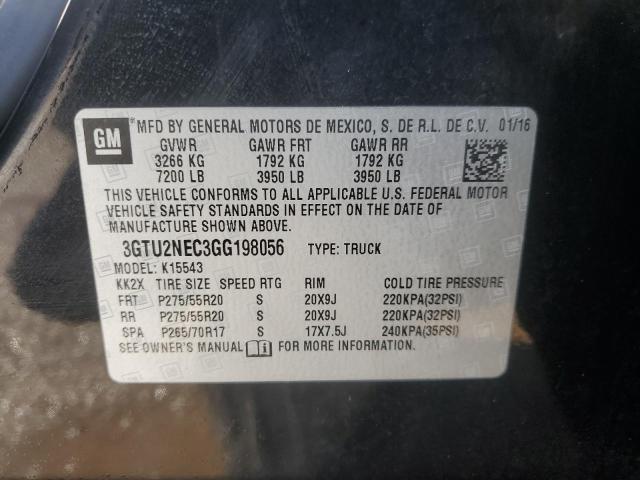 GM ® MFD BY GENERAL MOTORS DE MEXICO, S. DE R.L. DE C.V. 01/16
GVWR GAWR FRT GAWR RR
3266 KG 1792 KG 1792 KG
7200 LB 3950 LB 3950 LB
THIS VEHICLE CONFORMS TO ALL APPLICABLE U.S. FEDERAL MOTOR
VEHICLE SAFETY STANDARDS IN EFFECT ON THE DATE OF
MANUFACTURE SHOWN ABOVE.
3GTU2NEC3GG198056 TYPE: TRUCK
MODEL: K15543
KK2X TIRE SIZE SPEED RTG RIM COLD TIRE PRESSURE
FRT P275/55R20 S 20X9J 220KPA(32PSI)
RR P275/55R20 S 20X9J 220KPA(32PSI)
SPA P265/70R17 S 17X7.5J 240KPA(35PSI)
SEE OWNER'S MANUAL FOR MORE INFORMATION.